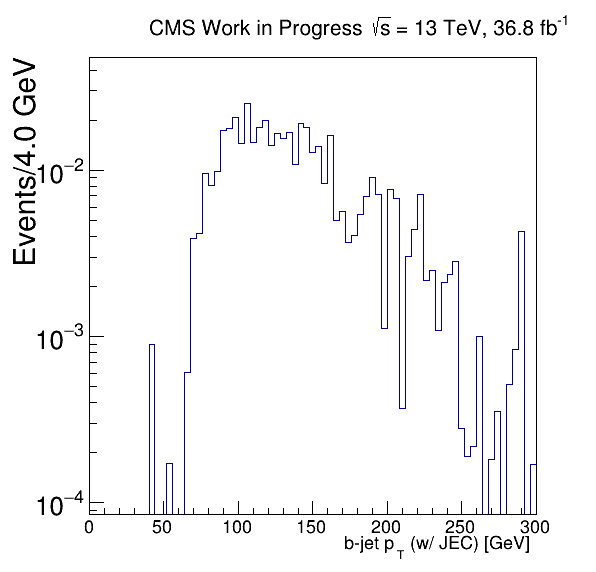 CMS Work in Progress √s = 13 TeV, 36.8 fb⁻¹
Events/4.0 GeV
10⁻²
10⁻³
10⁻⁴
0 50 100 150 200 250 300
b-jet p_T (w/ JEC) [GeV]